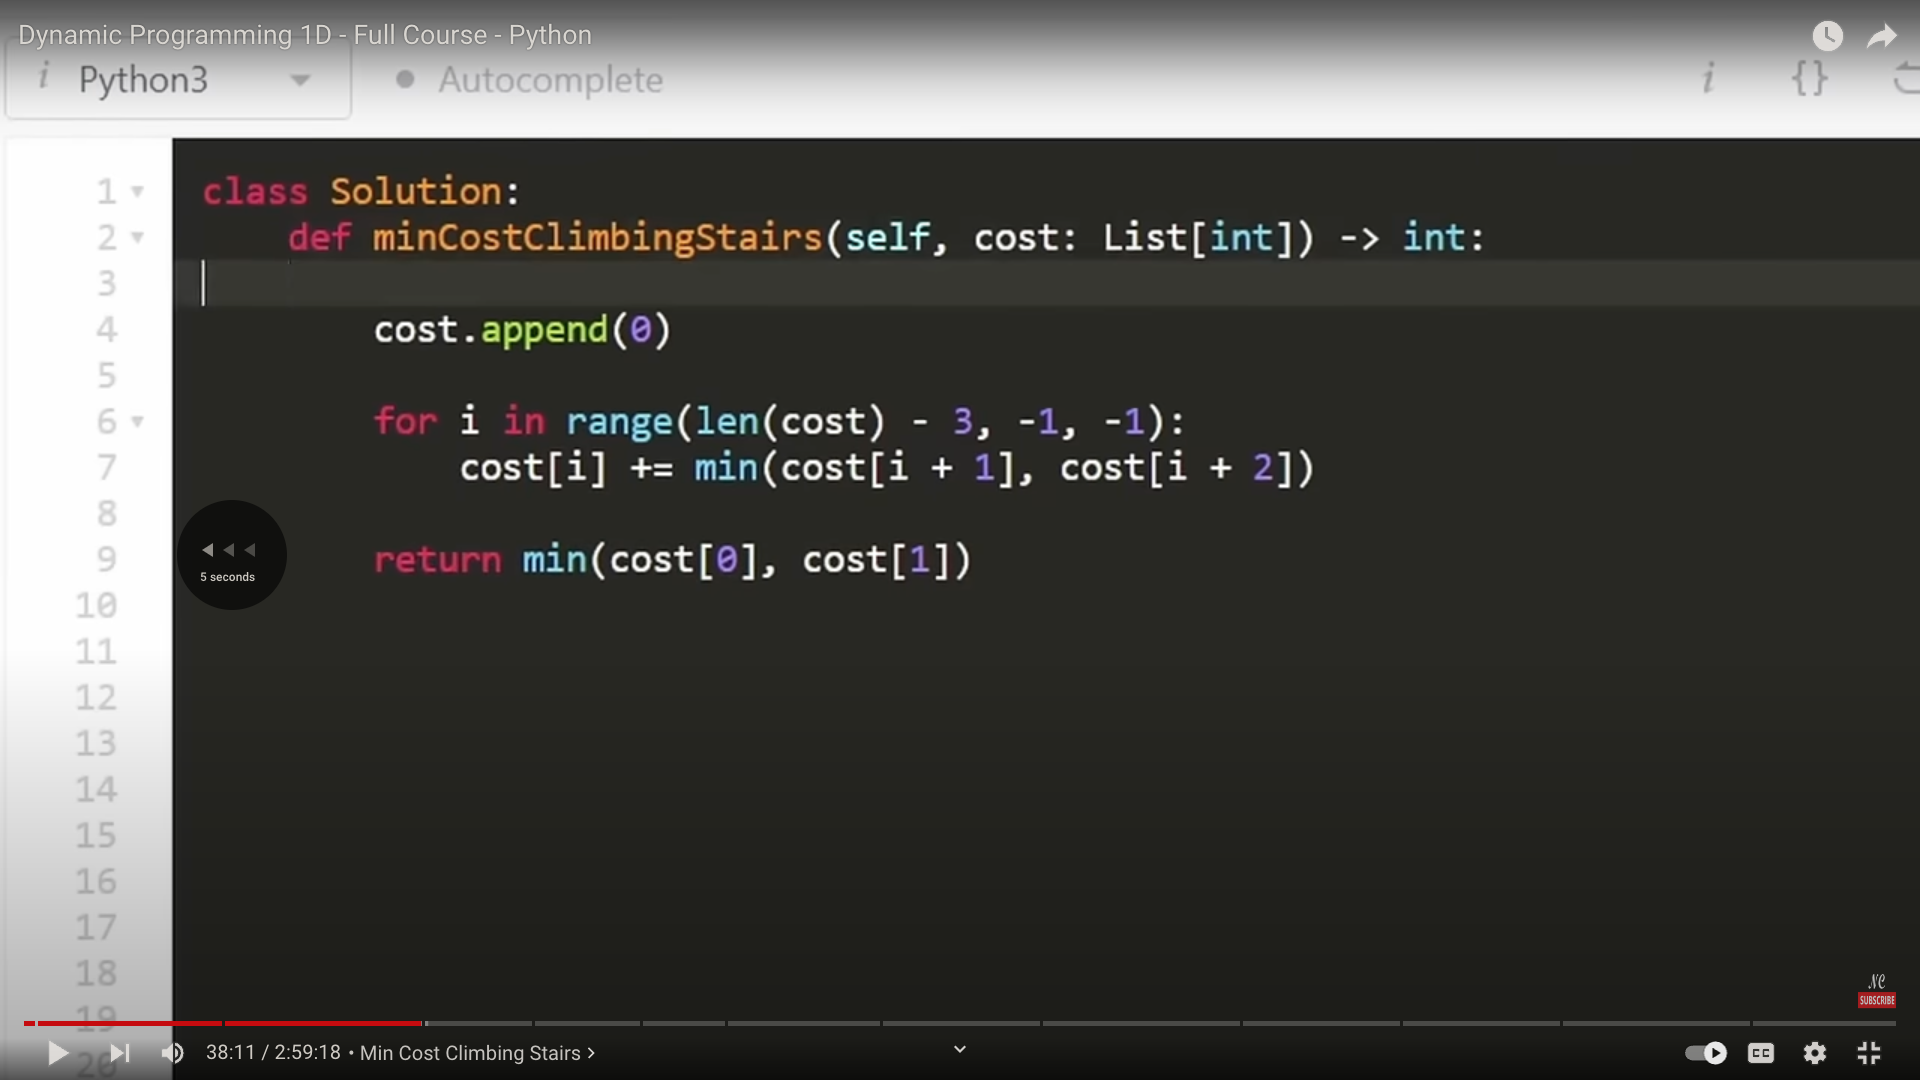 Dynamic Programming 1D - Full Course - Python
i Python3 Autocomplete i {}
1 class Solution:
2 def minCostClimbingStairs(self, cost: List[int]) -> int:
3
4 cost.append(0)
5
6 for i in range(len(cost) - 3, -1, -1):
7 cost[i] += min(cost[i + 1], cost[i + 2])
8
9 return min(cost[0], cost[1])
5 seconds
10
11
12
13
14
15
16
17
18
NC
SUBSCRIBE
19
20
38:11 / 2:59:18 • Min Cost Climbing Stairs >
CC